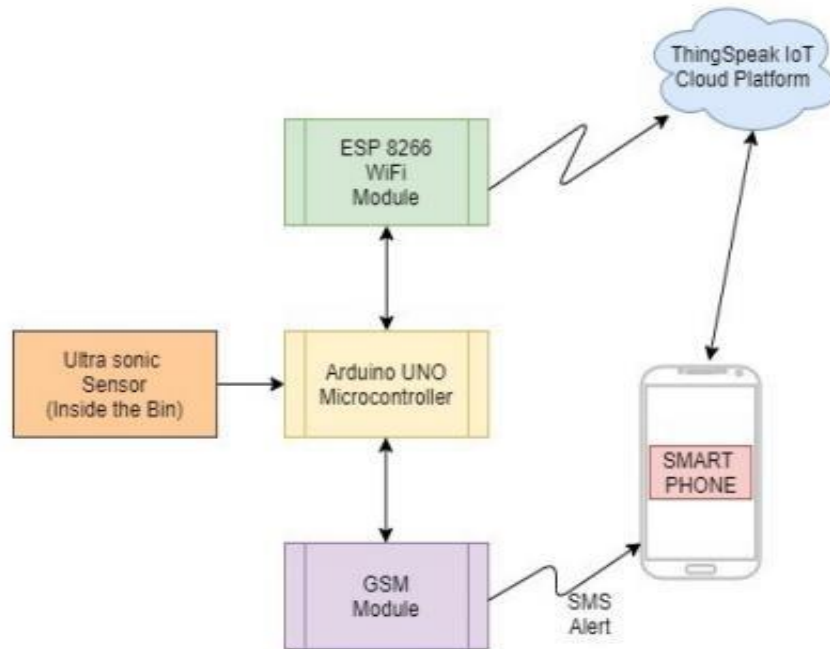 ThingSpeak IoT
Cloud Platform
ESP 8266
WiFi
Module
Ultra sonic
Sensor
(Inside the Bin)
Arduino UNO
Microcontroller
SMART
PHONE
GSM
Module
SMS
Alert